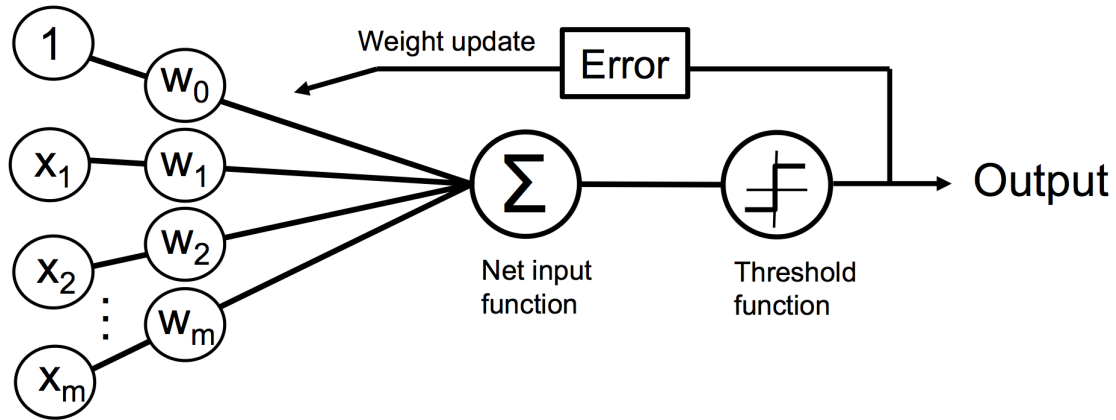 1
w0
Weight update
Error
x1
w1
Σ
Output
x2
w2
Net input
function
Threshold
function
⋮
wm
xm